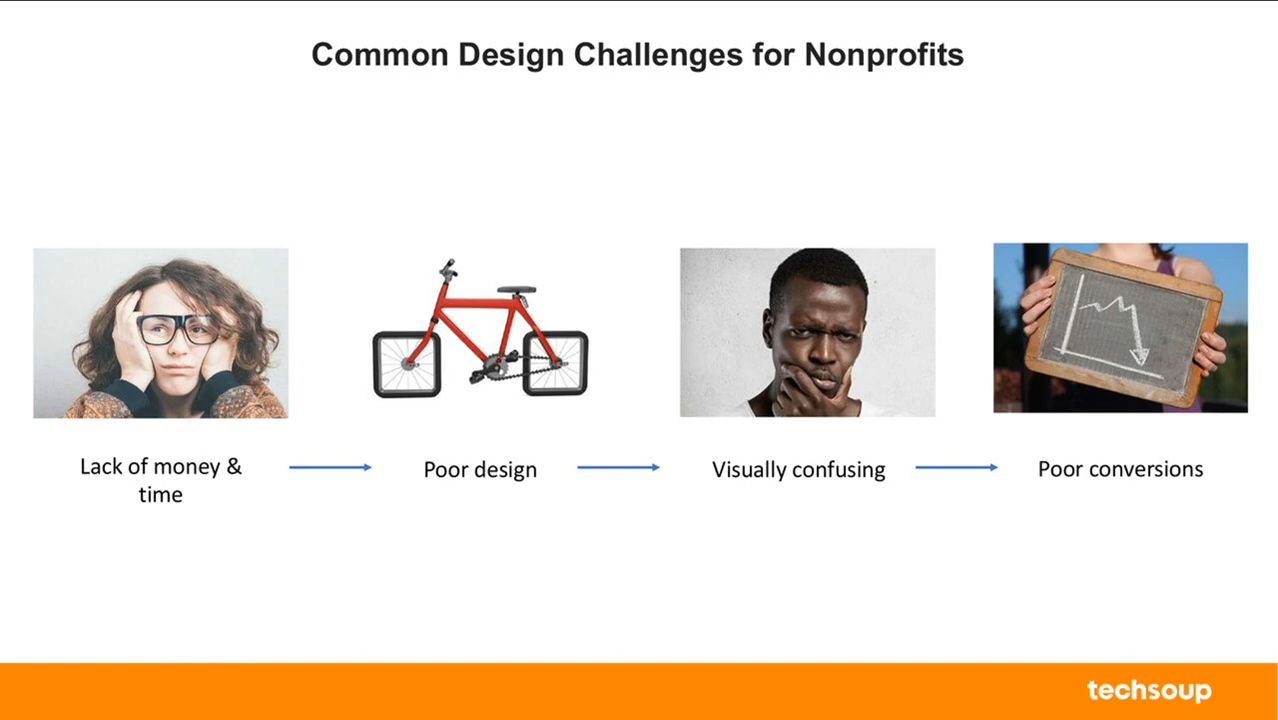 Common Design Challenges for Nonprofits
Lack of money &
time
Poor design
Visually confusing
Poor conversions
techsoup